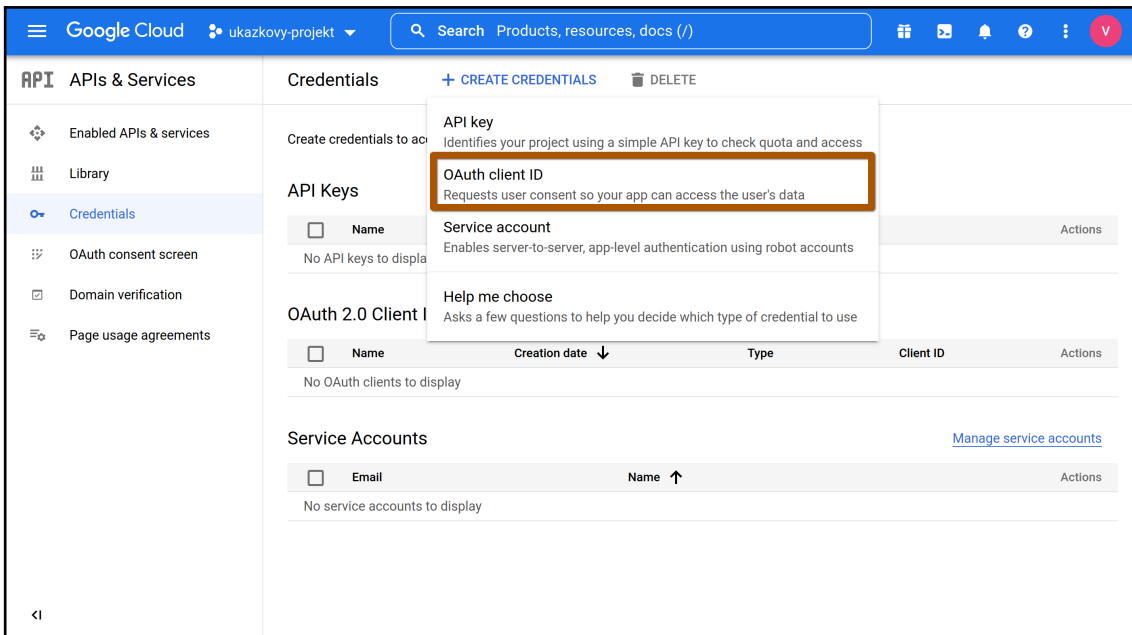 Google Cloud
ukazkovy-projekt
Search Products, resources, docs (/)
V
API APIs & Services
Enabled APIs & services
Library
Credentials
OAuth consent screen
Domain verification
Page usage agreements
Credentials
+ CREATE CREDENTIALS
DELETE
API key
Identifies your project using a simple API key to check quota and access
OAuth client ID
Requests user consent so your app can access the user's data
Service account
Enables server-to-server, app-level authentication using robot accounts
Help me choose
Asks a few questions to help you decide which type of credential to use
Create credentials to
API Keys
Name Actions
No API keys to
OAuth 2.0 Client
Name Creation date Type Client ID Actions
No OAuth clients to display
Service Accounts Manage service accounts
Email Name Actions
No service accounts to display